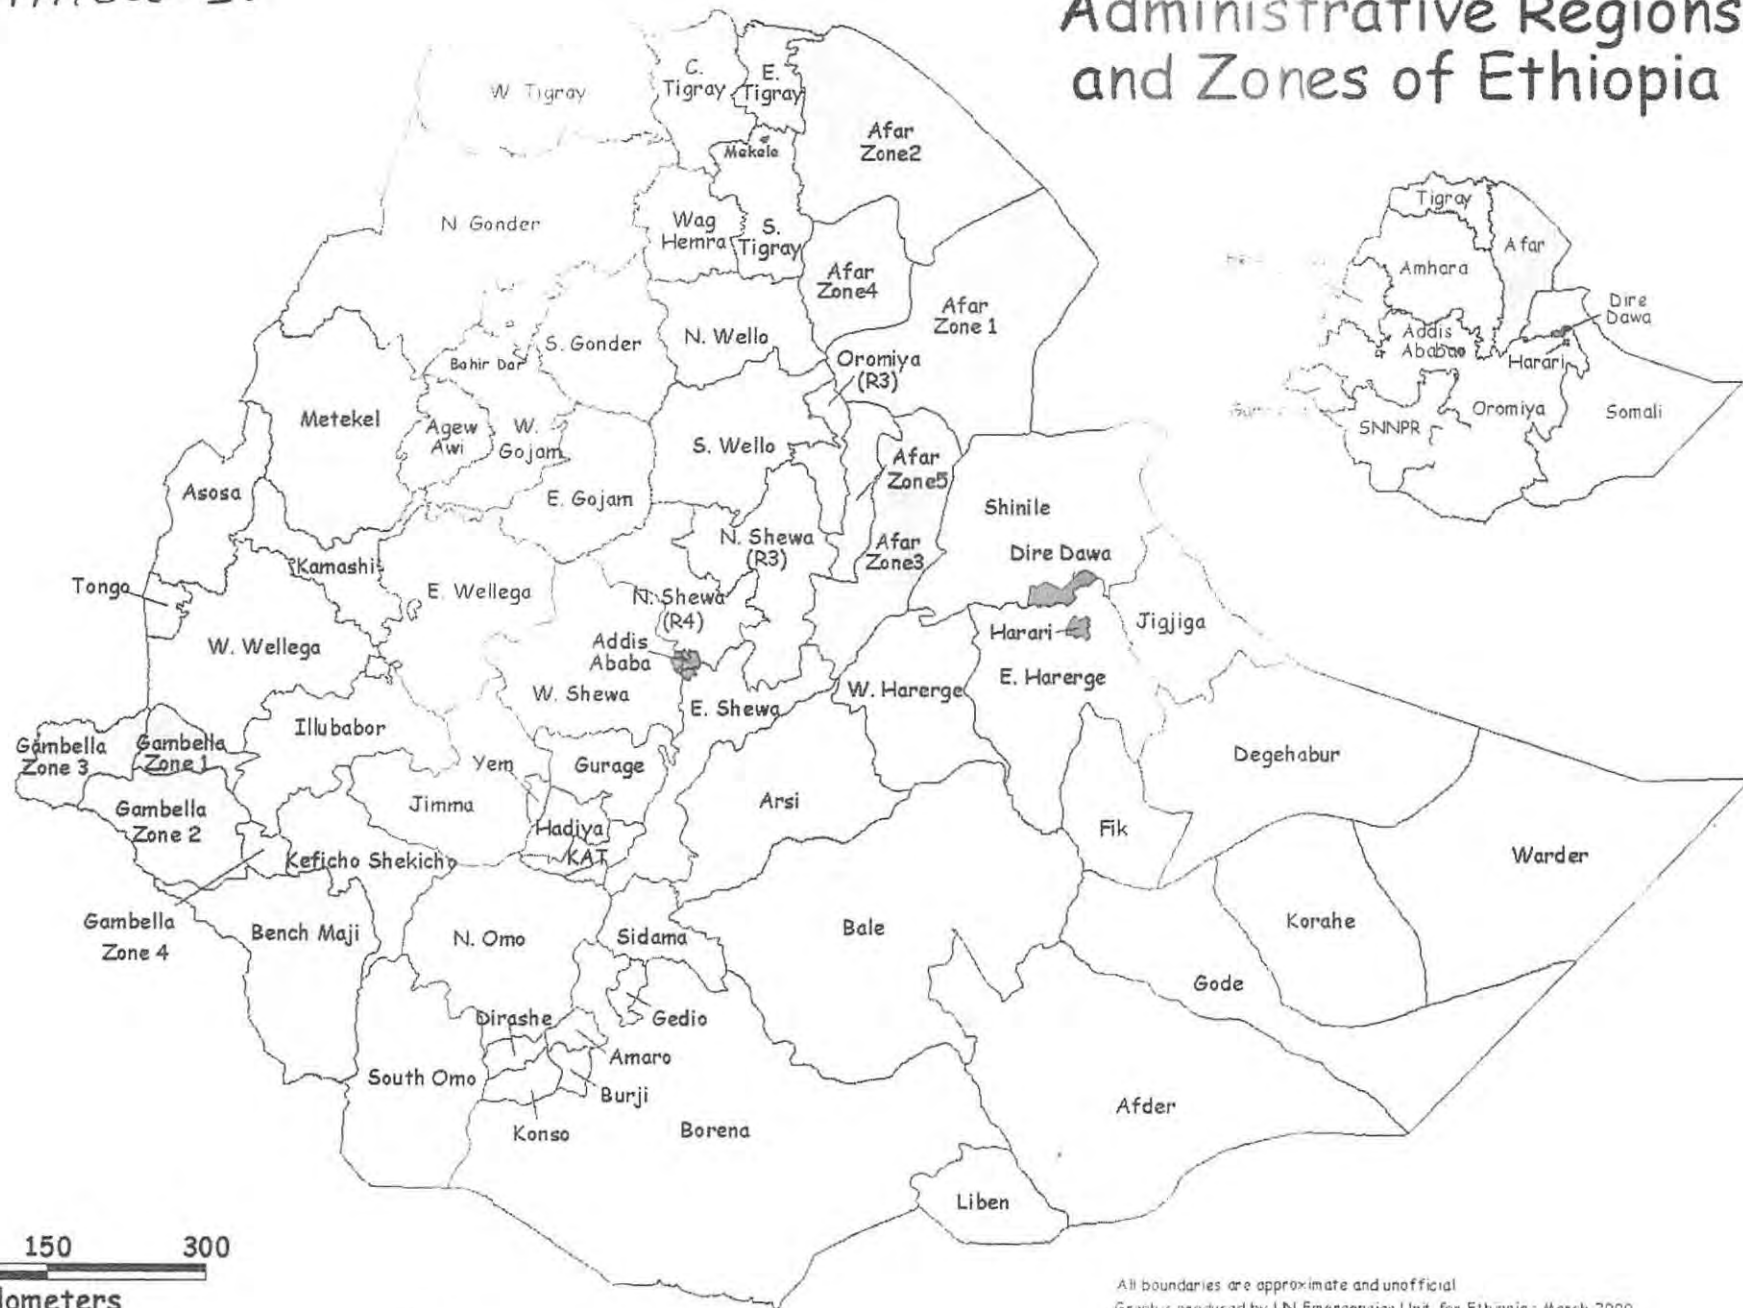 Administrative Regions
and Zones of Ethiopia
W. Tigray
C.
Tigray
E.
Tigray
Mekele
Afar
Zone2
N. Gonder
Wag
Hemra
S.
Tigray
Afar
Zone4
Afar
Zone 1
S. Gonder
N. Wello
Bahir Dar
Oromiya
(R3)
Metekel
Agew
Awi
W.
Gojam
S. Wello
Afar
Zone5
Asosa
E. Gojam
Shinile
N. Shewa
(R3)
Afar
Zone3
Dire Dawa
Kamashi
Tongo
E. Wellega
N. Shewa
(R4)
Jigjiga
Harari
W. Wellega
Addis
Ababa
W. Shewa
E. Shewa
W. Harerge
E. Harerge
Illubabor
Gambella
Zone 3
Gambella
Zone 1
Yem
Gurage
Degehabur
Jimma
Arsi
Gambella
Zone 2
Hadiya
Fik
KAT
Keficho Shekicho
Warder
Gambella
Zone 4
Bench Maji
N. Omo
Sidama
Bale
Korahe
Gode
Dirashe
Gedio
Amaro
South Omo
Burji
Konso
Borena
Afder
Liben
Tigray
Afar
Amhara
Dire
Dawa
Addis
Ababa
Harari
Oromiya
Somali
SNNPR
150 300
All boundaries are approximate and unofficial